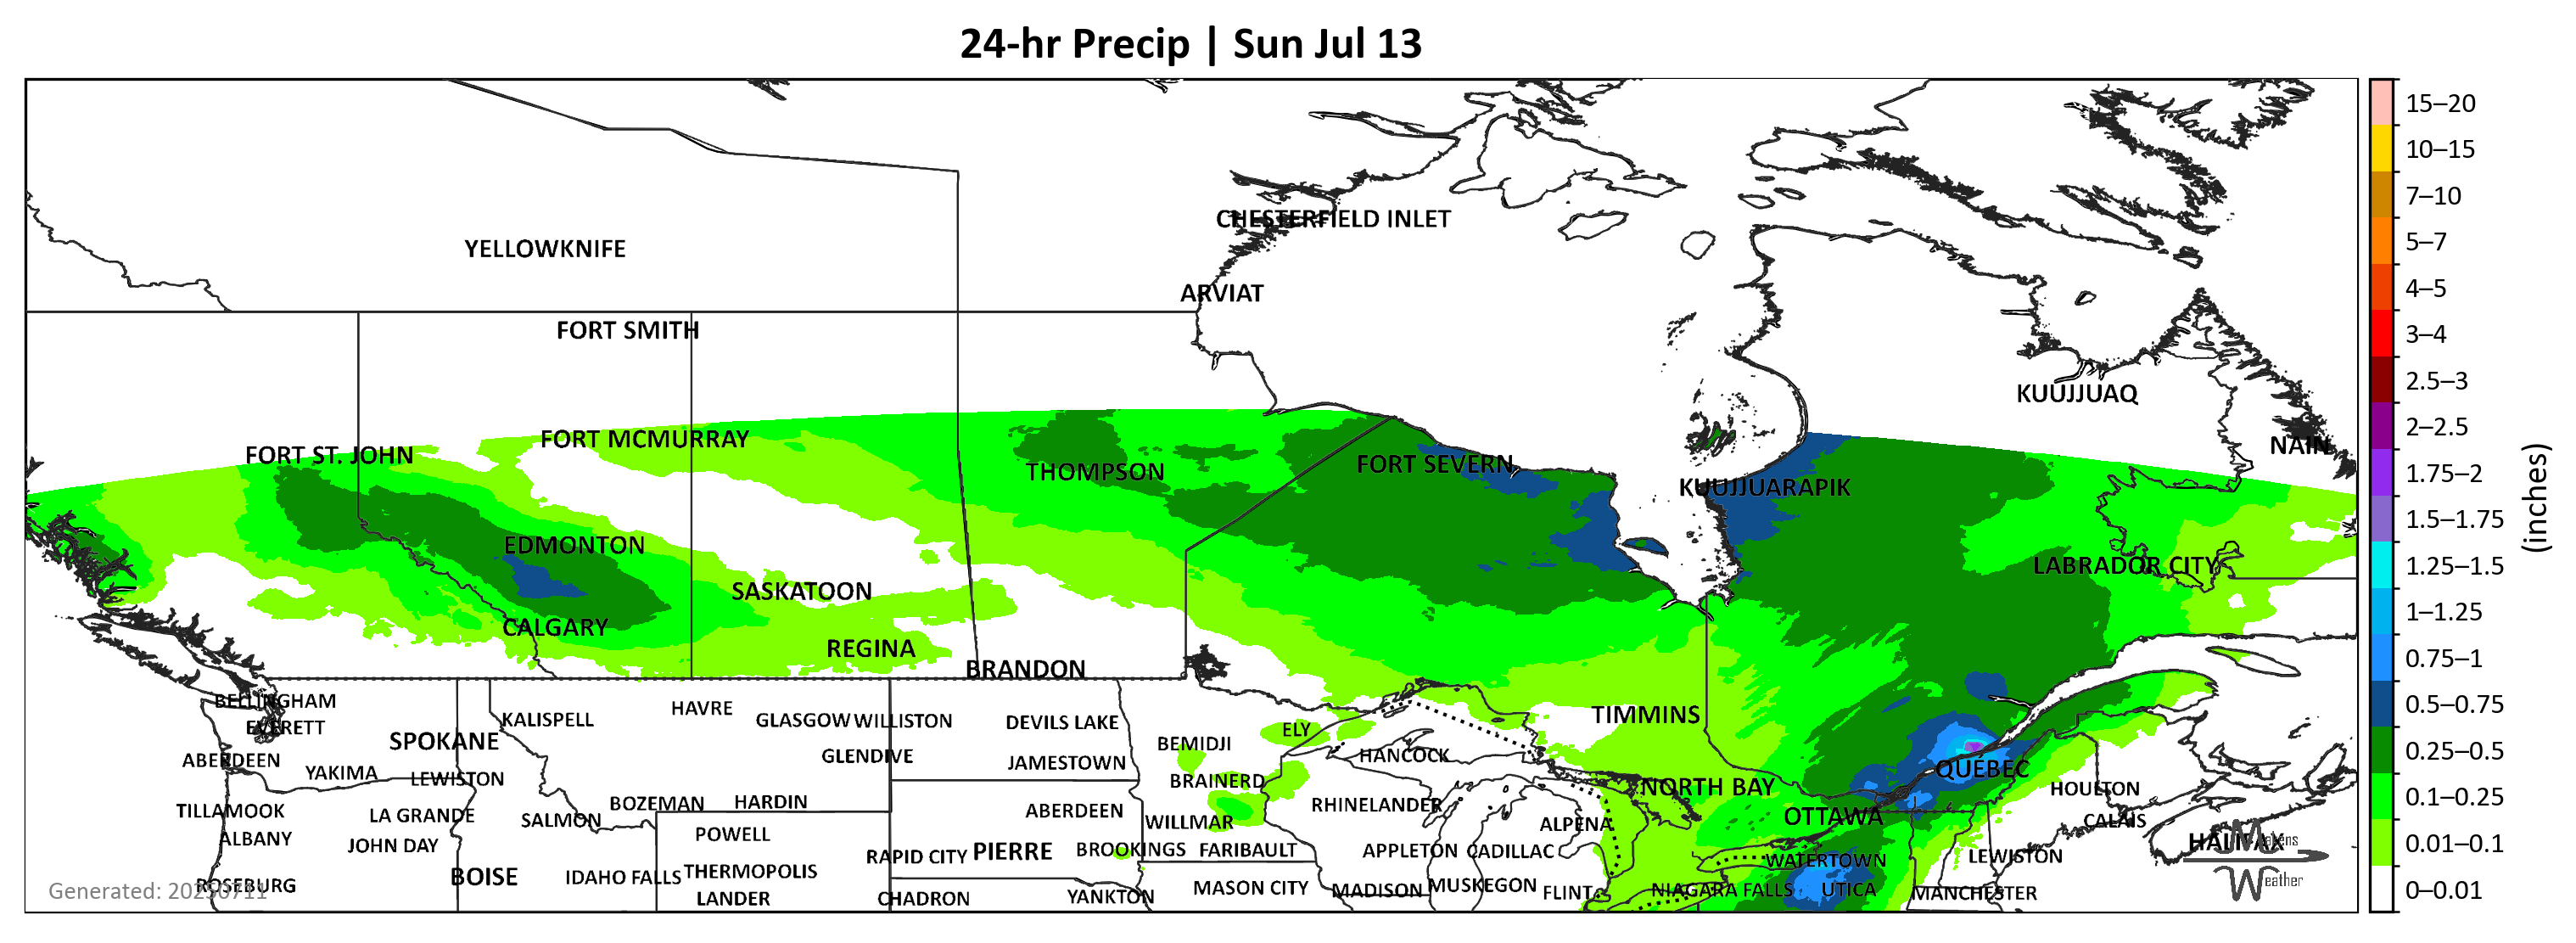 24-hr Precip | Sun Jul 13
CHESTERFIELD INLET
YELLOWKNIFE
ARVIAT
FORT SMITH
KUUJJUAQ
FORT MCMURRAY
NAIN
FORT ST. JOHN
FORT SEVERN
THOMPSON
KUUJJUARAPIK
EDMONTON
LABRADOR CITY
SASKATOON
CALGARY
REGINA
BRANDON
BELLINGHAM
HAVRE
KALISPELL
GLASGOW WILLISTON
DEVILS LAKE
TIMMINS
EVERETT
ELY
SPOKANE
BEMIDJI
GLENDIVE
HANCOCK
ABERDEEN
JAMESTOWN
QUÉBEC
YAKIMA
LEWISTON
BRAINERD
NORTH BAY
HOULTON
BOZEMAN
HARDIN
RHINELANDER
TILLAMOOK
LA GRANDE
SALMON
ABERDEEN
WILLMAR
ALPENA
OTTAWA
CALAIS
ALBANY
JOHN DAY
POWELL
HALIFAX
RAPID CITY
PIERRE
BROOKINGS
FARIBAULT
APPLETON
CADILLAC
WATERTOWN
LEWISTON
BOISE
IDAHO FALLS
THERMOPOLIS
ROSEBURG
Generated: 20250711
LANDER
CHADRON
YANKTON
MASON CITY
MADISON
MUSKEGON
FLINT
NIAGARA FALLS
UTICA
MANCHESTER
Weather
15–20
10–15
7–10
5–7
4–5
3–4
2.5–3
2–2.5
1.75–2
1.5–1.75
1.25–1.5
1–1.25
0.75–1
0.5–0.75
0.25–0.5
0.1–0.25
0.01–0.1
0–0.01
(inches)